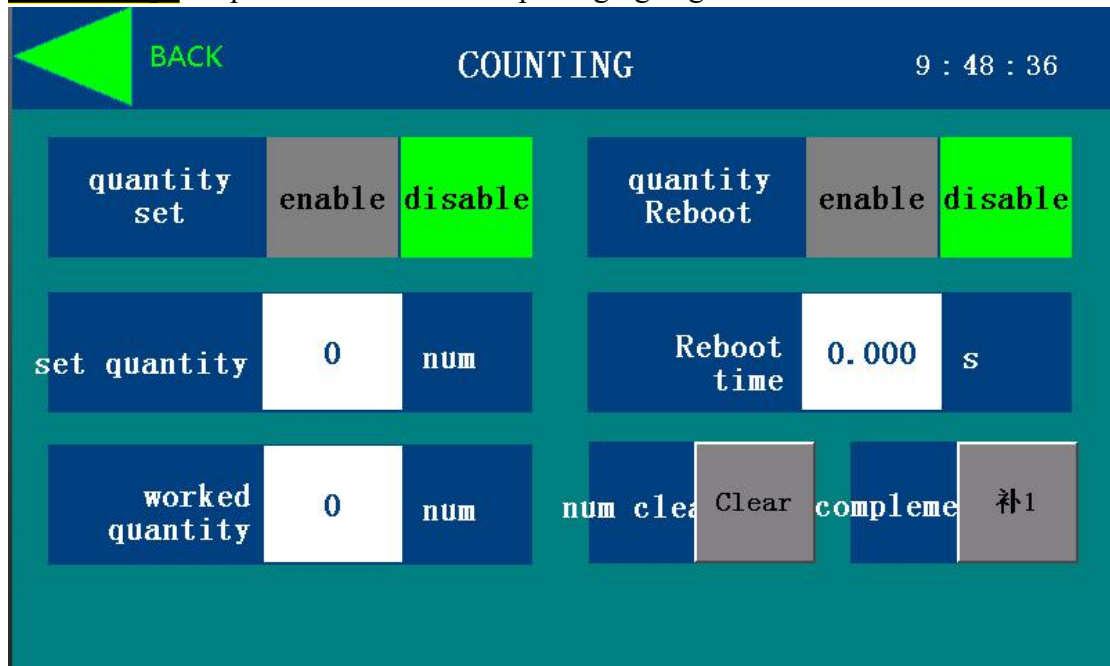 BACK
COUNTING
9 : 48 : 36
quantity
set
enable
disable
quantity
Reboot
enable
disable
set quantity
0
num
Reboot
time
0.000
s
worked
quantity
0
num
num clea
Clear
compleme
补1